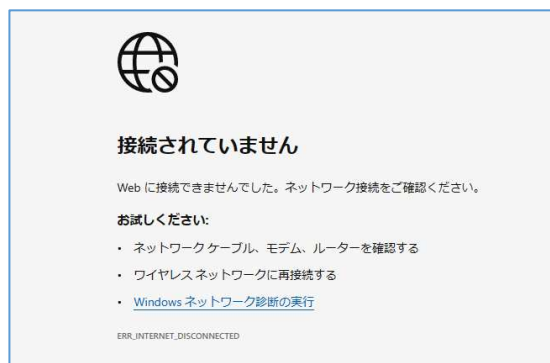 接続されていません
Web に接続できませんでした。ネットワーク接続をご確認ください。
お試しください:
• ネットワーク ケーブル、モデム、ルーターを確認する
• ワイヤレス ネットワークに再接続する
• Windows ネットワーク診断の実行
ERR_INTERNET_DISCONNECTED